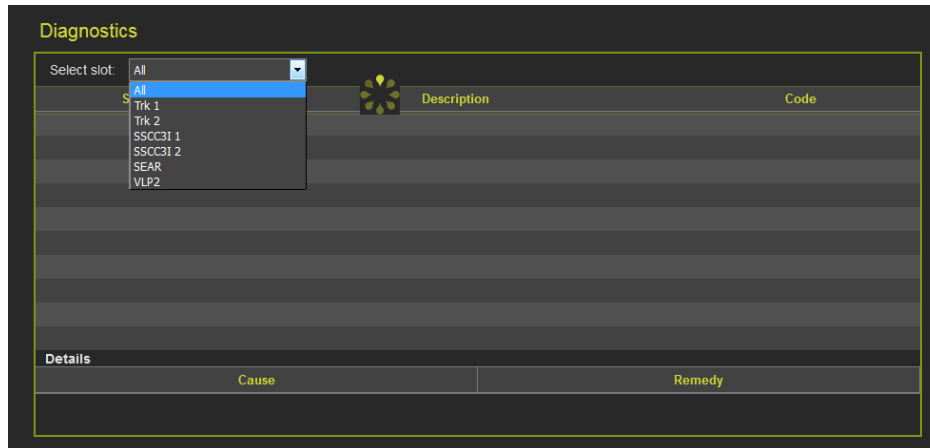 Diagnostics
Select slot: All
Description Code
All
Trk 1
Trk 2
SSCC3I 1
SSCC3I 2
SEAR
VLP2
Details
Cause Remedy